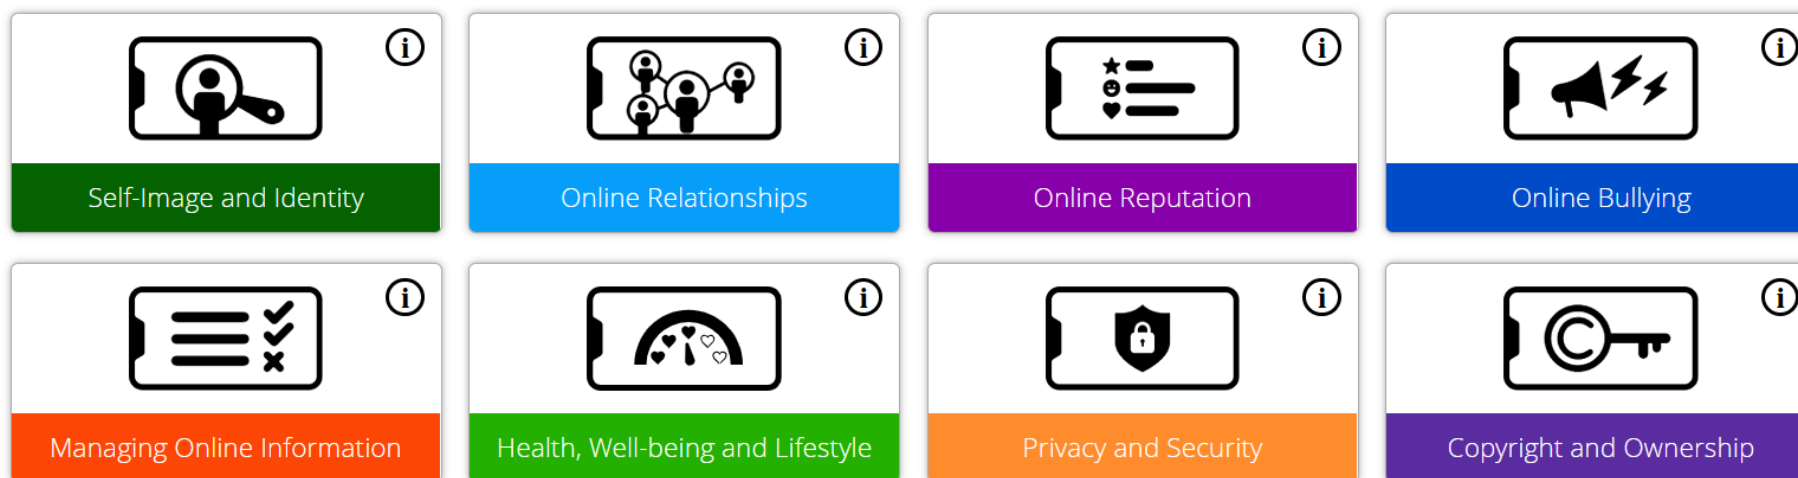 Self-Image and Identity
Online Relationships
Online Reputation
Online Bullying
Managing Online Information
Health, Well-being and Lifestyle
Privacy and Security
Copyright and Ownership